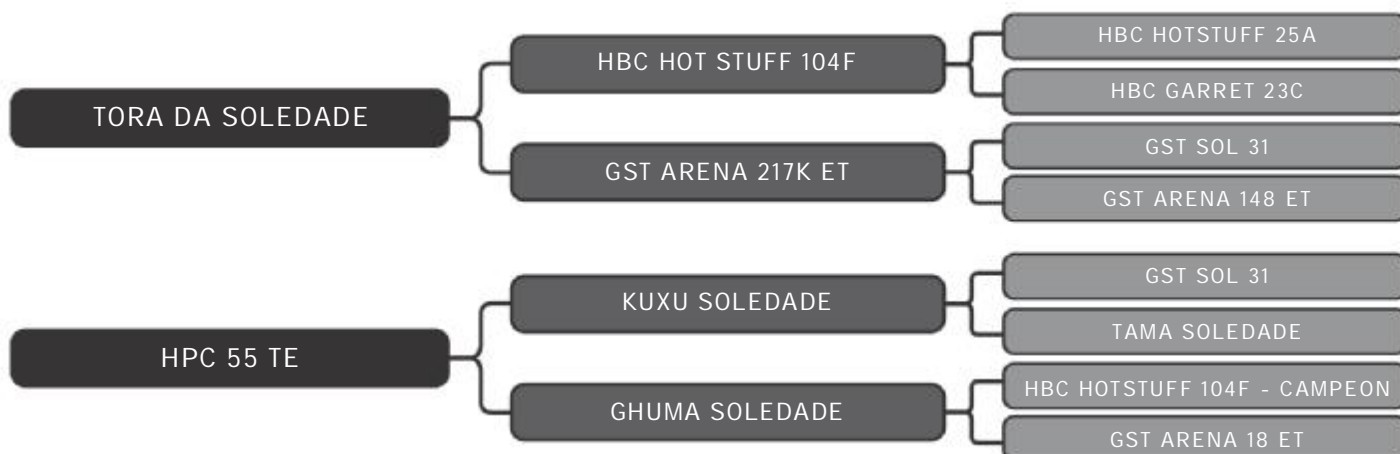 TORA DA SOLEDADE
HBC HOT STUFF 104F
HBC HOTSTUFF 25A
HBC GARRET 23C
GST ARENA 217K ET
GST SOL 31
GST ARENA 148 ET
HPC 55 TE
KUXU SOLEDADE
GST SOL 31
TAMA SOLEDADE
GHUMA SOLEDADE
HBC HOTSTUFF 104F - CAMPEON
GST ARENA 18 ET